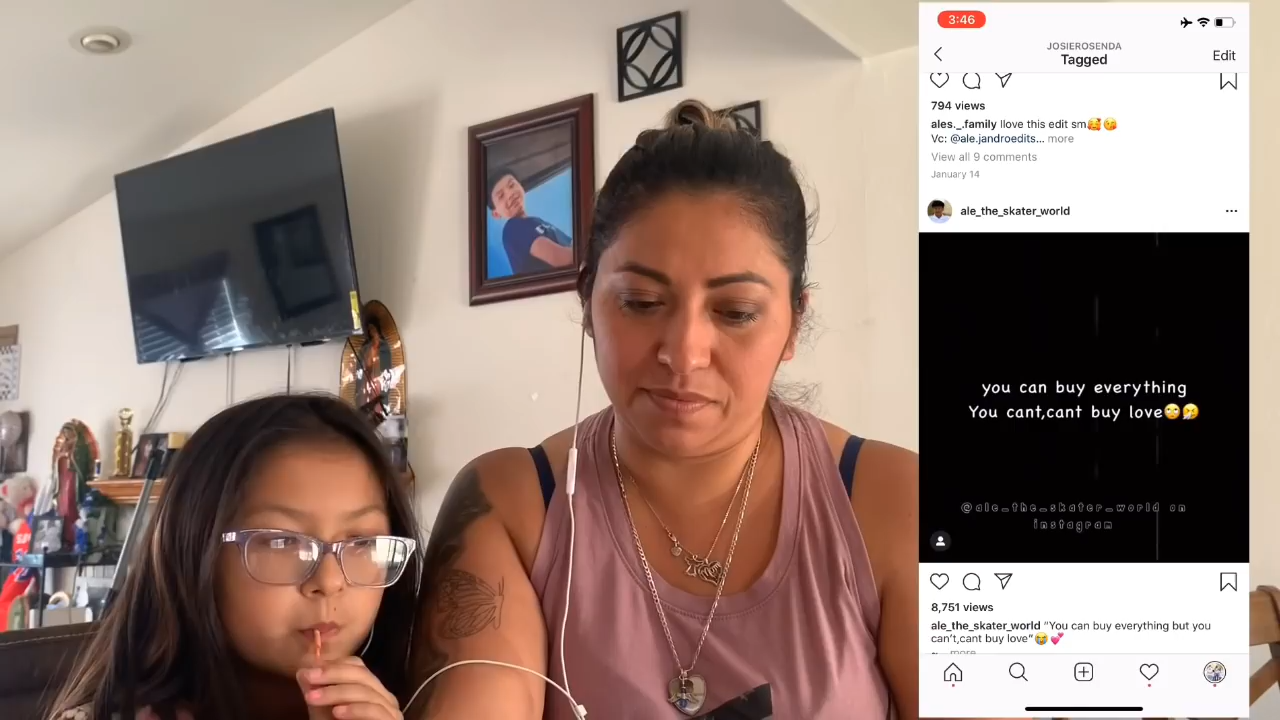 3:46
JOSIEROSENDA
Tagged
Edit
794 views
ales._.family Ilove this edit sm🥰😘
Vc: @ale.jandroedits... more
View all 9 comments
January 14
ale_the_skater_world
you can buy everything
You cant,cant buy love🙄🤧
@ale_the_skater_world on
instagram
8,751 views
ale_the_skater_world "You can buy everything but you
can't,cant buy love"😭💕
more